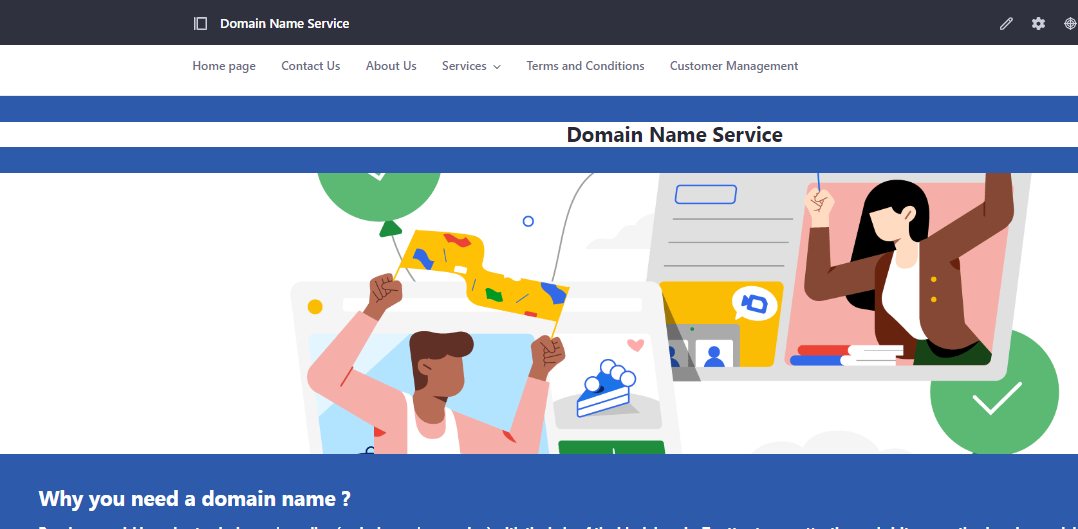 Domain Name Service
Home page Contact Us About Us Services Terms and Conditions Customer Management
Domain Name Service
Why you need a domain name ?